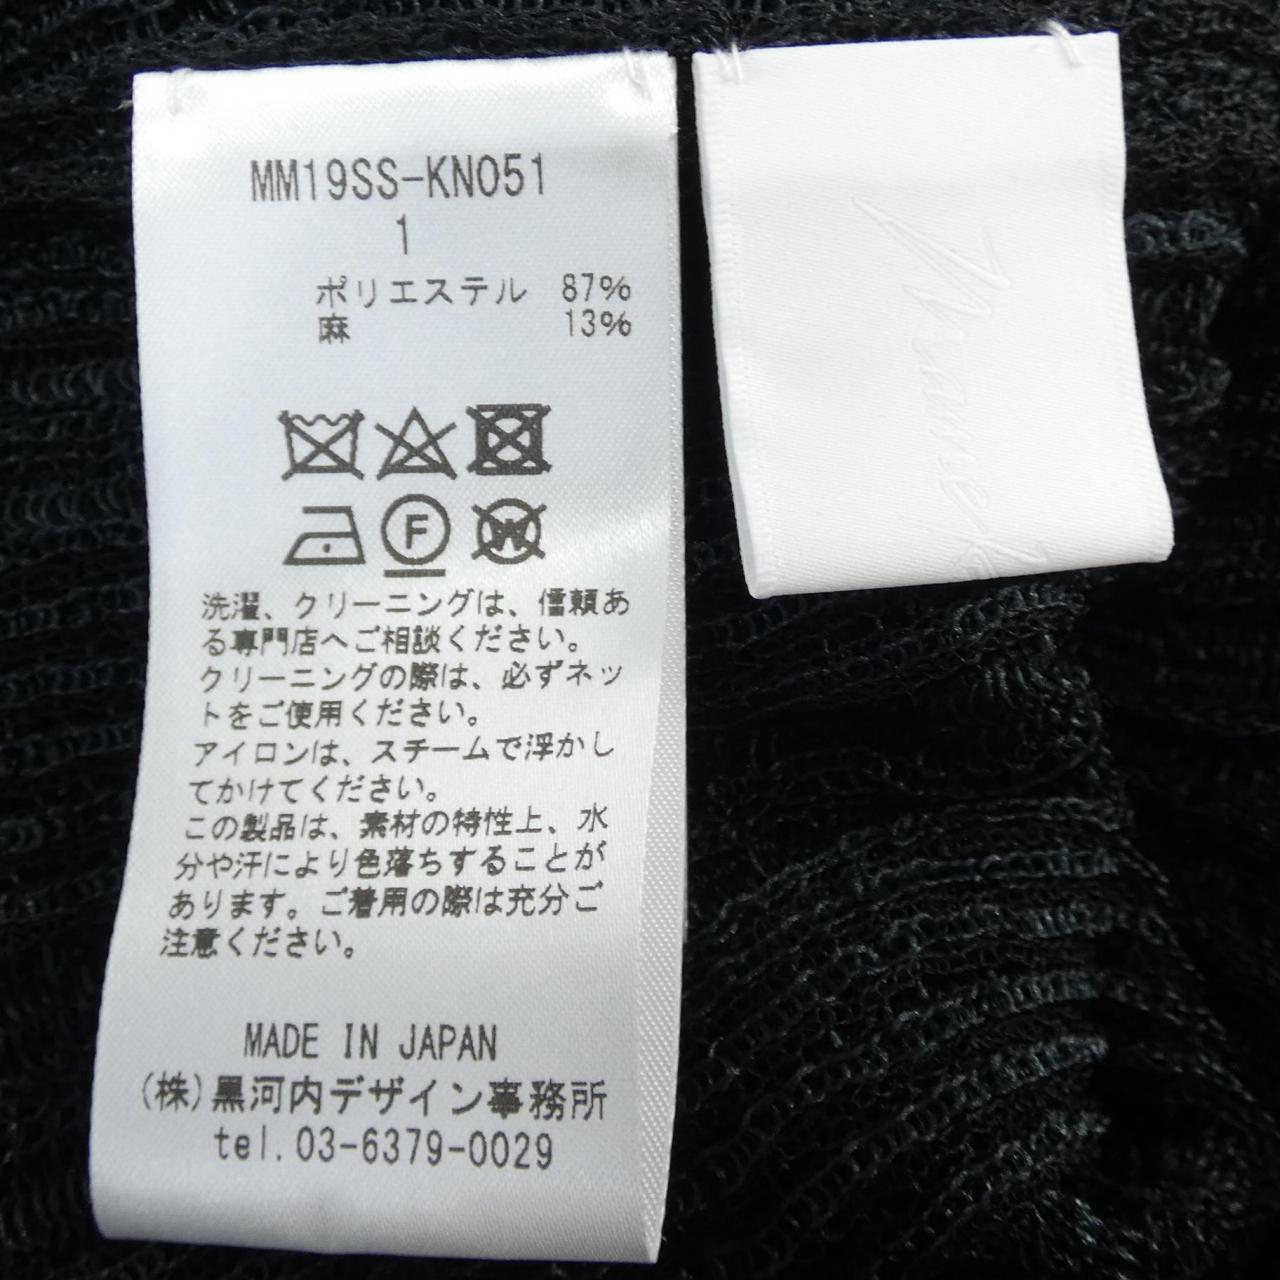 MM19SS-KN051
1
ポリエステル 87%
麻 13%
F
W
洗濯、クリーニングは、信頼あ
る専門店へご相談ください。
クリーニングの際は、必ずネッ
トをご使用ください。
アイロンは、スチームで浮かし
てかけてください。
この製品は、素材の特性上、水
分や汗により色落ちすることが
あります。ご着用の際は充分ご
注意ください。
MADE IN JAPAN
(株)黒河内デザイン事務所
tel.03-6379-0029